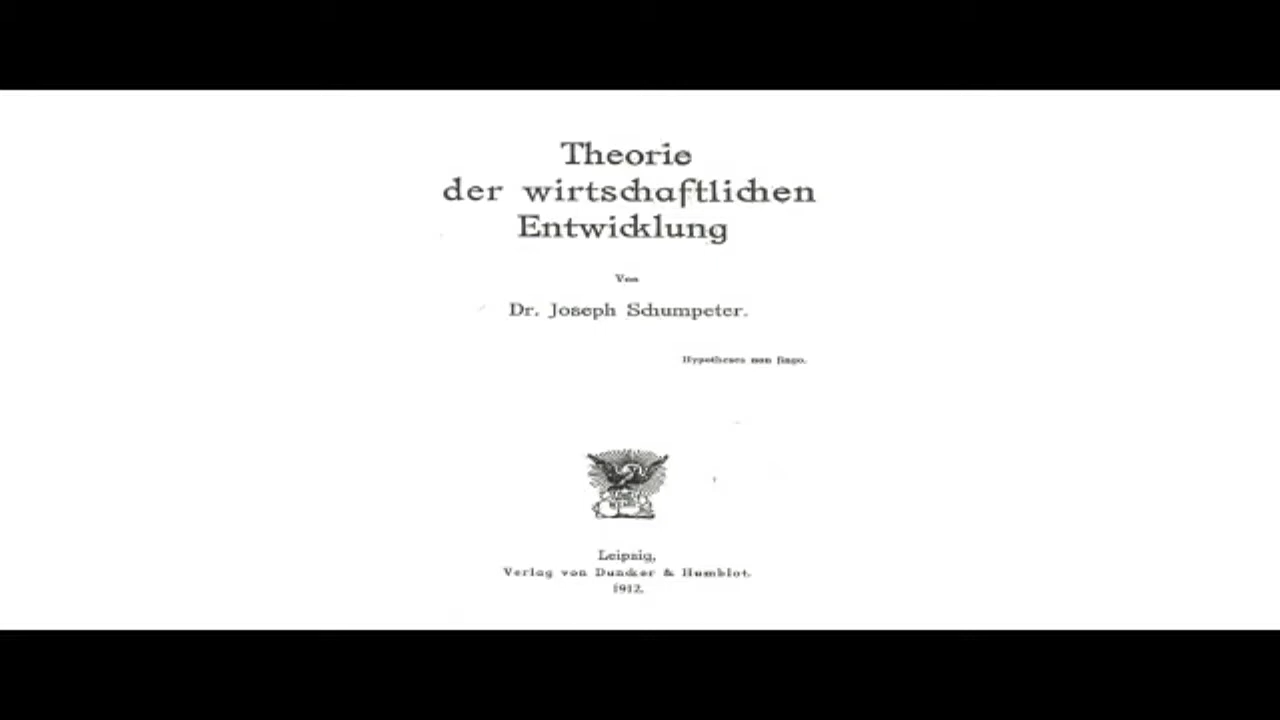 Theorie
der wirtschaftlichen
Entwicklung
Von
Dr. Joseph Schumpeter.
Hypotheses non fingo.
Leipzig,
Verlag von Duncker & Humblot.
1912.